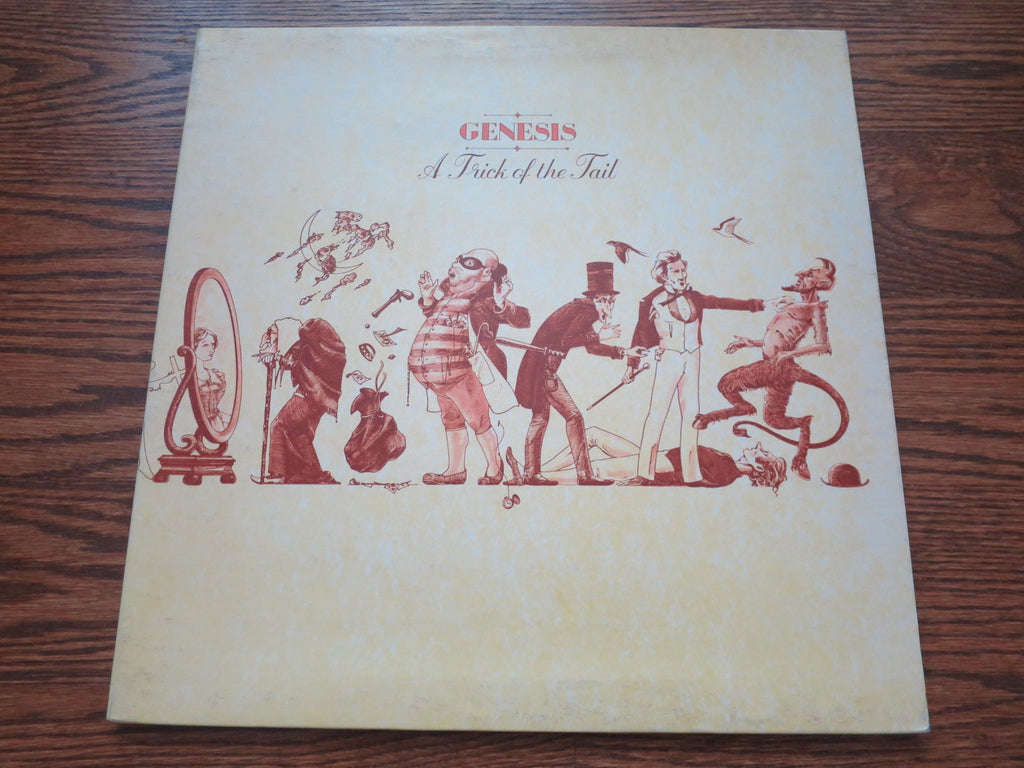 GENESIS
A Trick of the Tail